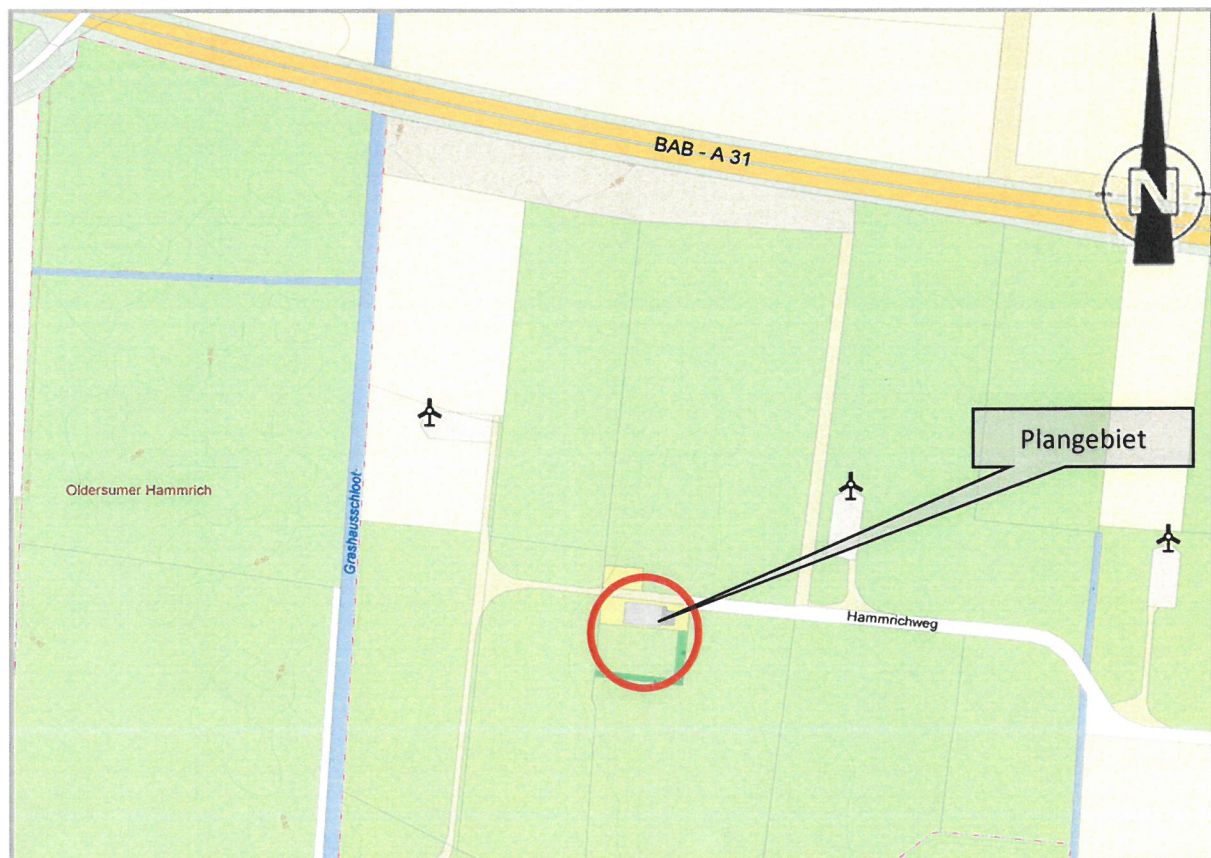 BAB - A 31
N
Plangebiet
Oldersumer Hammrich
Grashausschloot
Hammrichweg